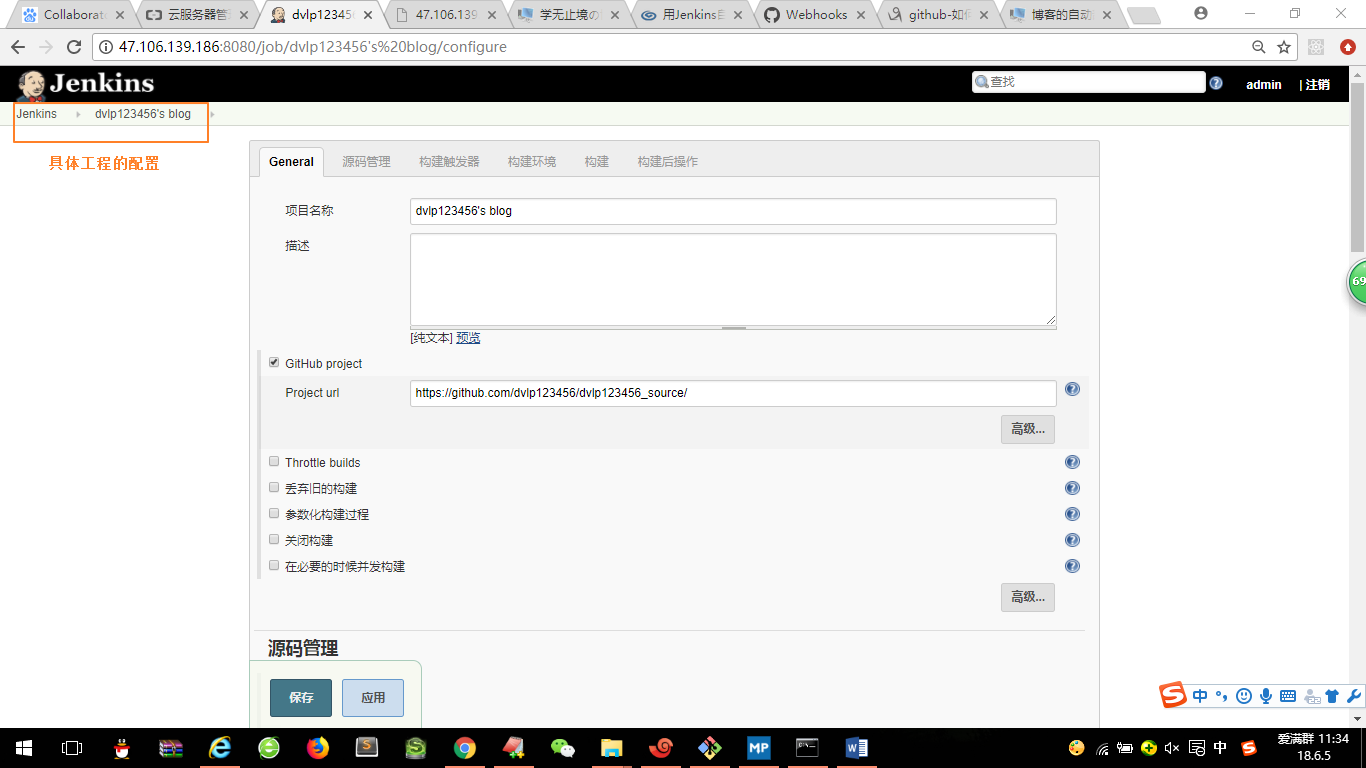 Collaborat
云服务器管
dvlp12345
47.106.139
学无止境の
用Jenkins自
Webhooks
github-如何
博客的自动
47.106.139.186:8080/job/dvlp123456's%20blog/configure
Jenkins
查找
admin
| 注销
Jenkins
dvlp123456's blog
具体工程的配置
General
源码管理
构建触发器
构建环境
构建
构建后操作
项目名称
dvlp123456's blog
描述
[纯文本] 预览
GitHub project
Project url
https://github.com/dvlp123456/dvlp123456_source/
高级...
Throttle builds
丢弃旧的构建
参数化构建过程
关闭构建
在必要的时候并发构建
高级...
源码管理
保存
应用
69
中
MP
中
爱满群 11:34
18.6.5